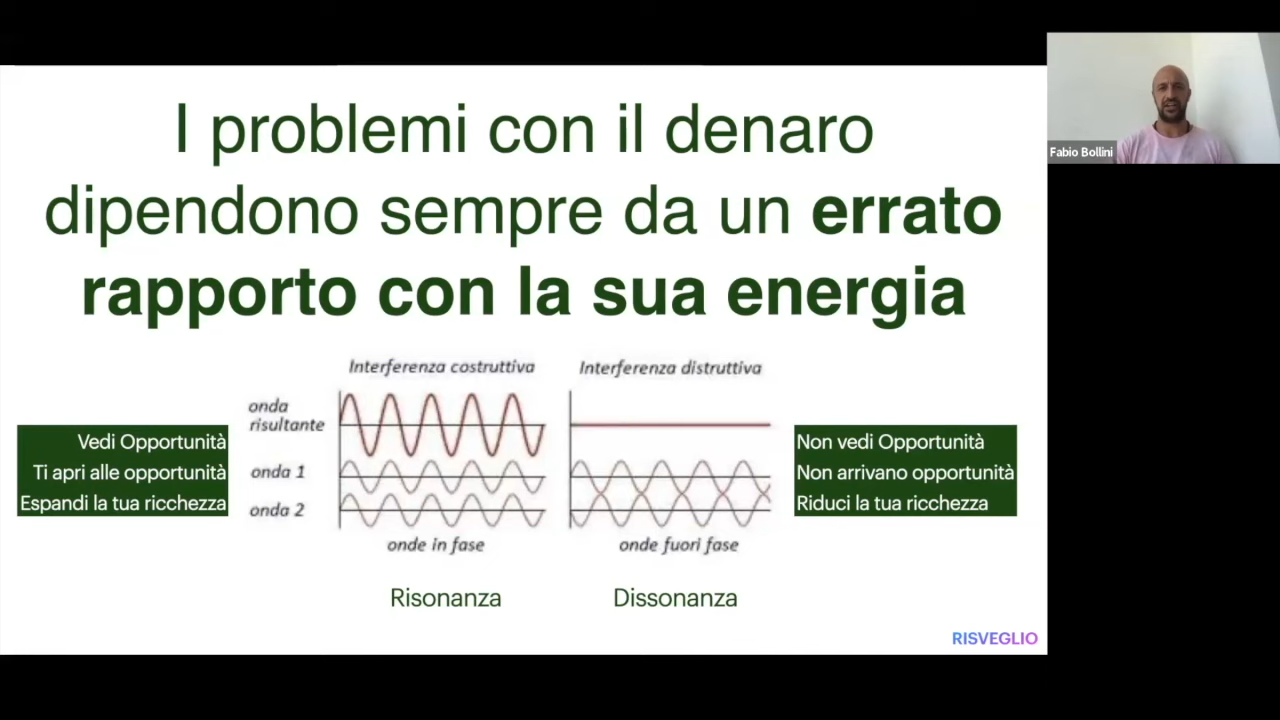 I problemi con il denaro
dipendono sempre da un errato
rapporto con la sua energia
Fabio Bollini
Interferenza costruttiva
Interferenza distruttiva
onda
risultante
onda 1
onda 2
onde in fase
onde fuori fase
Vedi Opportunità
Ti apri alle opportunità
Espandi la tua ricchezza
Non vedi Opportunità
Non arrivano opportunità
Riduci la tua ricchezza
Risonanza
Dissonanza
RISVEGLIO